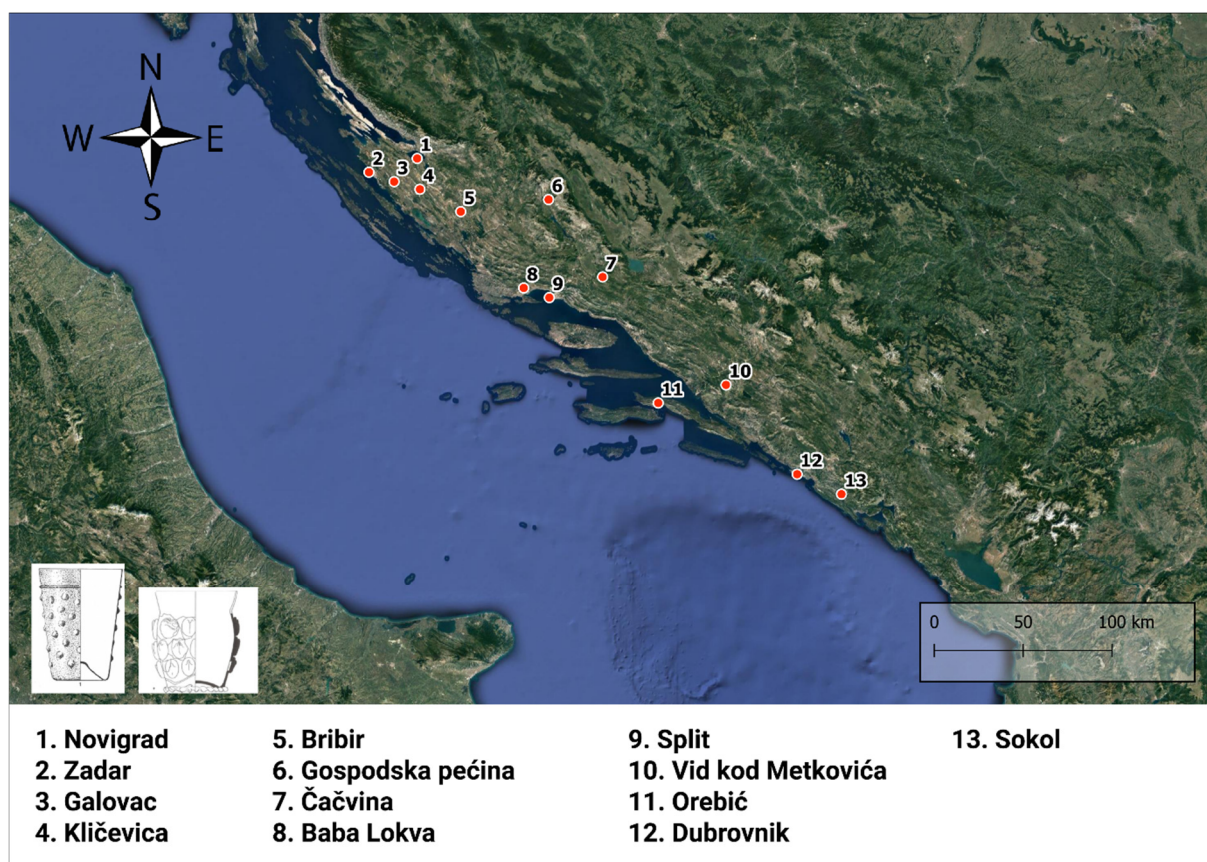 N
W E
S
1
2
3
4
5
6
7
8
9
10
11
12
13
0 50 100 km
1. Novigrad
2. Zadar
3. Galovac
4. Kličevica
5. Bribir
6. Gospodska pećina
7. Čačvina
8. Baba Lokva
9. Split
10. Vid kod Metkovića
11. Orebić
12. Dubrovnik
13. Sokol